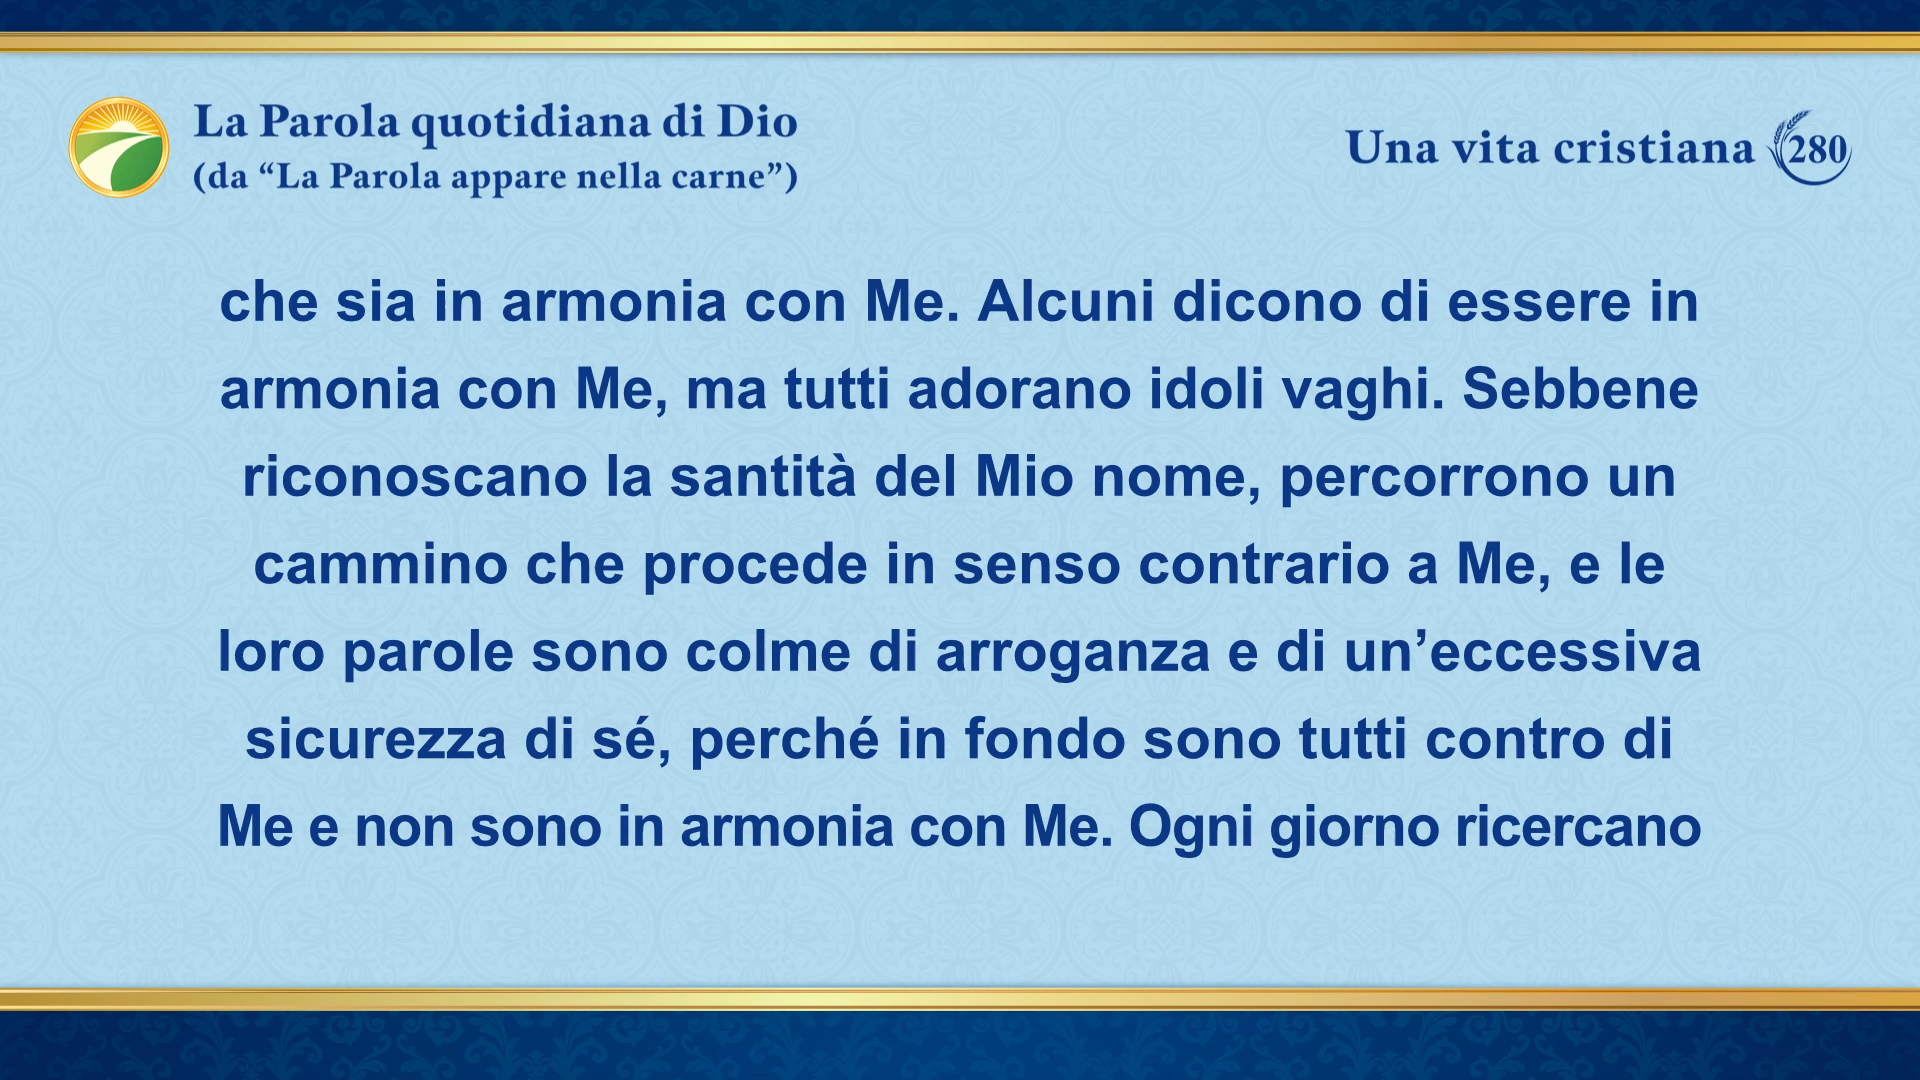 La Parola quotidiana di Dio
(da “La Parola appare nella carne”)
Una vita cristiana 280
che sia in armonia con Me. Alcuni dicono di essere in
armonia con Me, ma tutti adorano idoli vaghi. Sebbene
riconoscano la santità del Mio nome, percorrono un
cammino che procede in senso contrario a Me, e le
loro parole sono colme di arroganza e di un’eccessiva
sicurezza di sé, perché in fondo sono tutti contro di
Me e non sono in armonia con Me. Ogni giorno ricercano